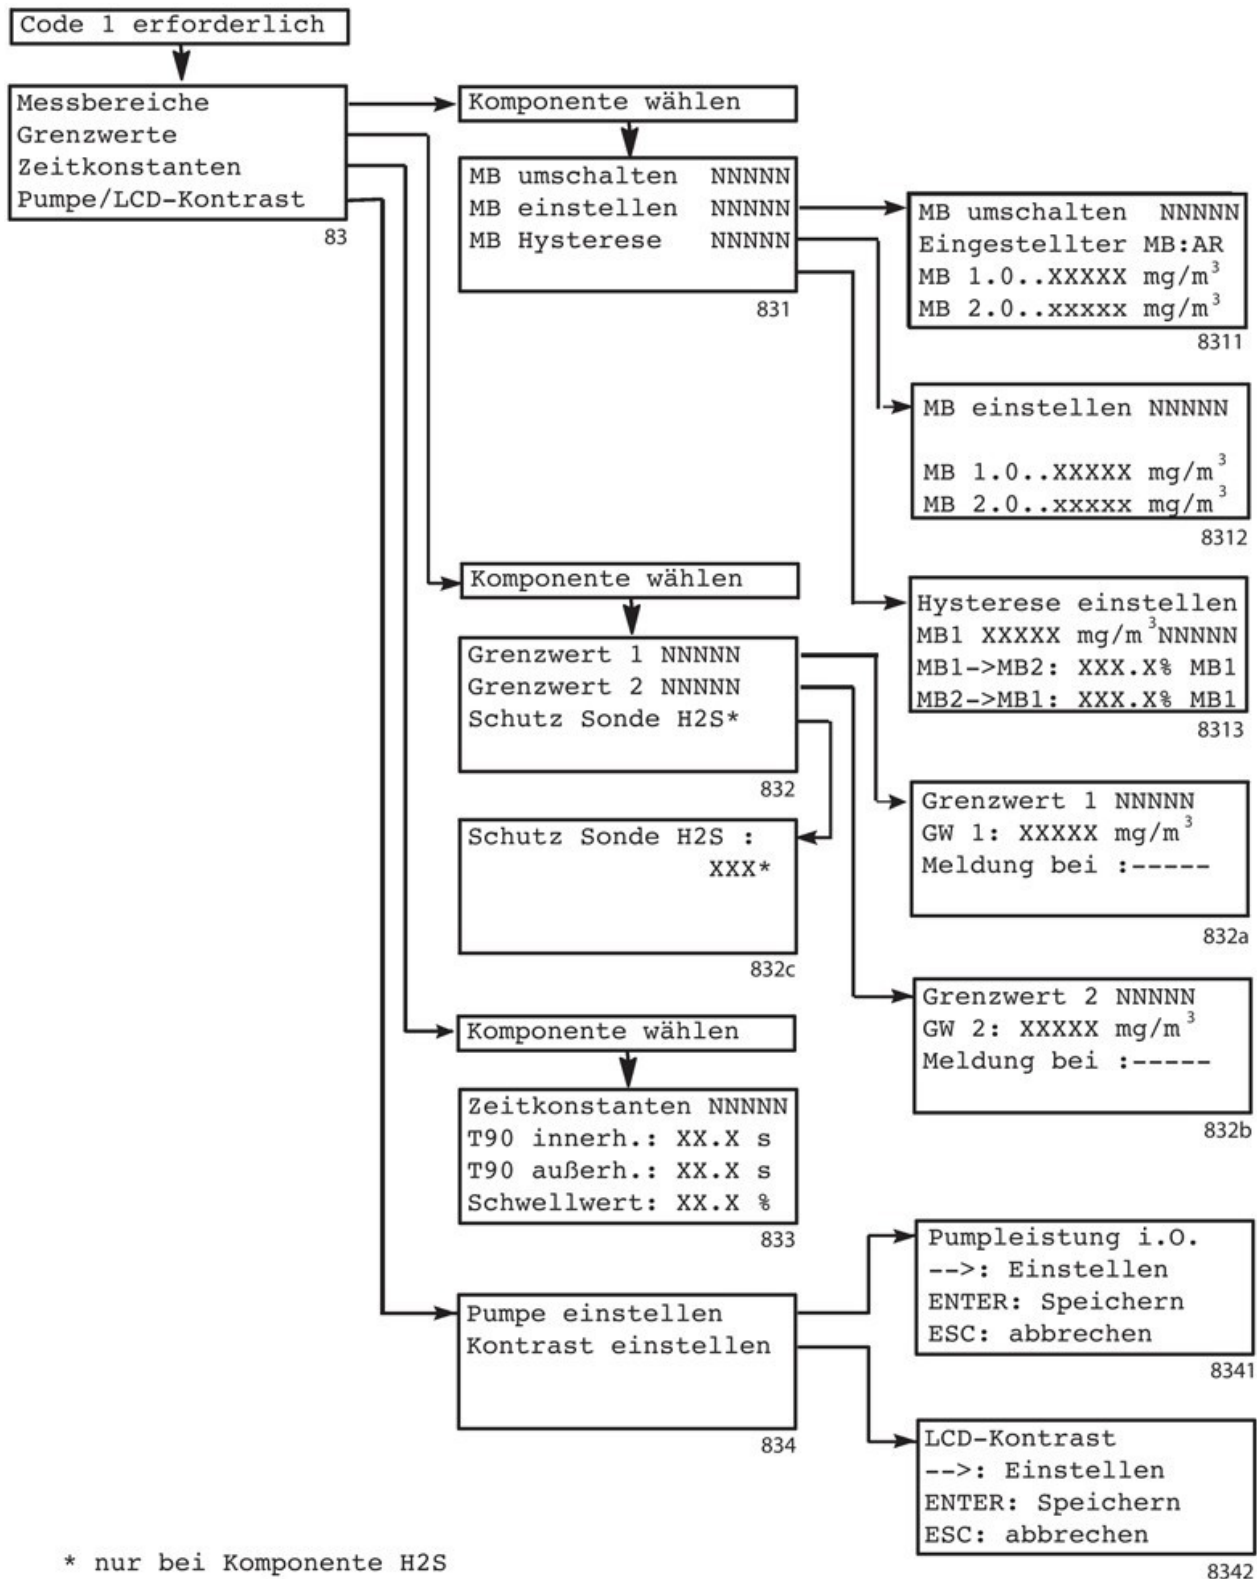 Code 1 erforderlich
Messbereiche
Grenzwerte
Zeitkonstanten
Pumpe/LCD-Kontrast
83
Komponente wählen
MB umschalten NNNNN
MB einstellen NNNNN
MB Hysterese NNNNN
831
MB umschalten NNNNN
Eingestellter MB:AR
MB 1.0..XXXXX mg/m³
MB 2.0..xxxxx mg/m³
8311
MB einstellen NNNNN
MB 1.0..XXXXX mg/m³
MB 2.0..xxxxx mg/m³
8312
Hysterese einstellen
MB1 XXXXX mg/m³NNNNN
MB1->MB2: XXX.X% MB1
MB2->MB1: XXX.X% MB1
8313
Komponente wählen
Grenzwert 1 NNNNN
Grenzwert 2 NNNNN
Schutz Sonde H2S*
832
Schutz Sonde H2S :
XXX*
832c
Grenzwert 1 NNNNN
GW 1: XXXXX mg/m³
Meldung bei :-----
832a
Grenzwert 2 NNNNN
GW 2: XXXXX mg/m³
Meldung bei :-----
832b
Komponente wählen
Zeitkonstanten NNNNN
T90 innerh.: XX.X s
T90 außerh.: XX.X s
Schwellwert: XX.X %
833
Pumpe einstellen
Kontrast einstellen
834
Pumpleistung i.O.
-->: Einstellen
ENTER: Speichern
ESC: abbrechen
8341
LCD-Kontrast
-->: Einstellen
ENTER: Speichern
ESC: abbrechen
8342
* nur bei Komponente H2S